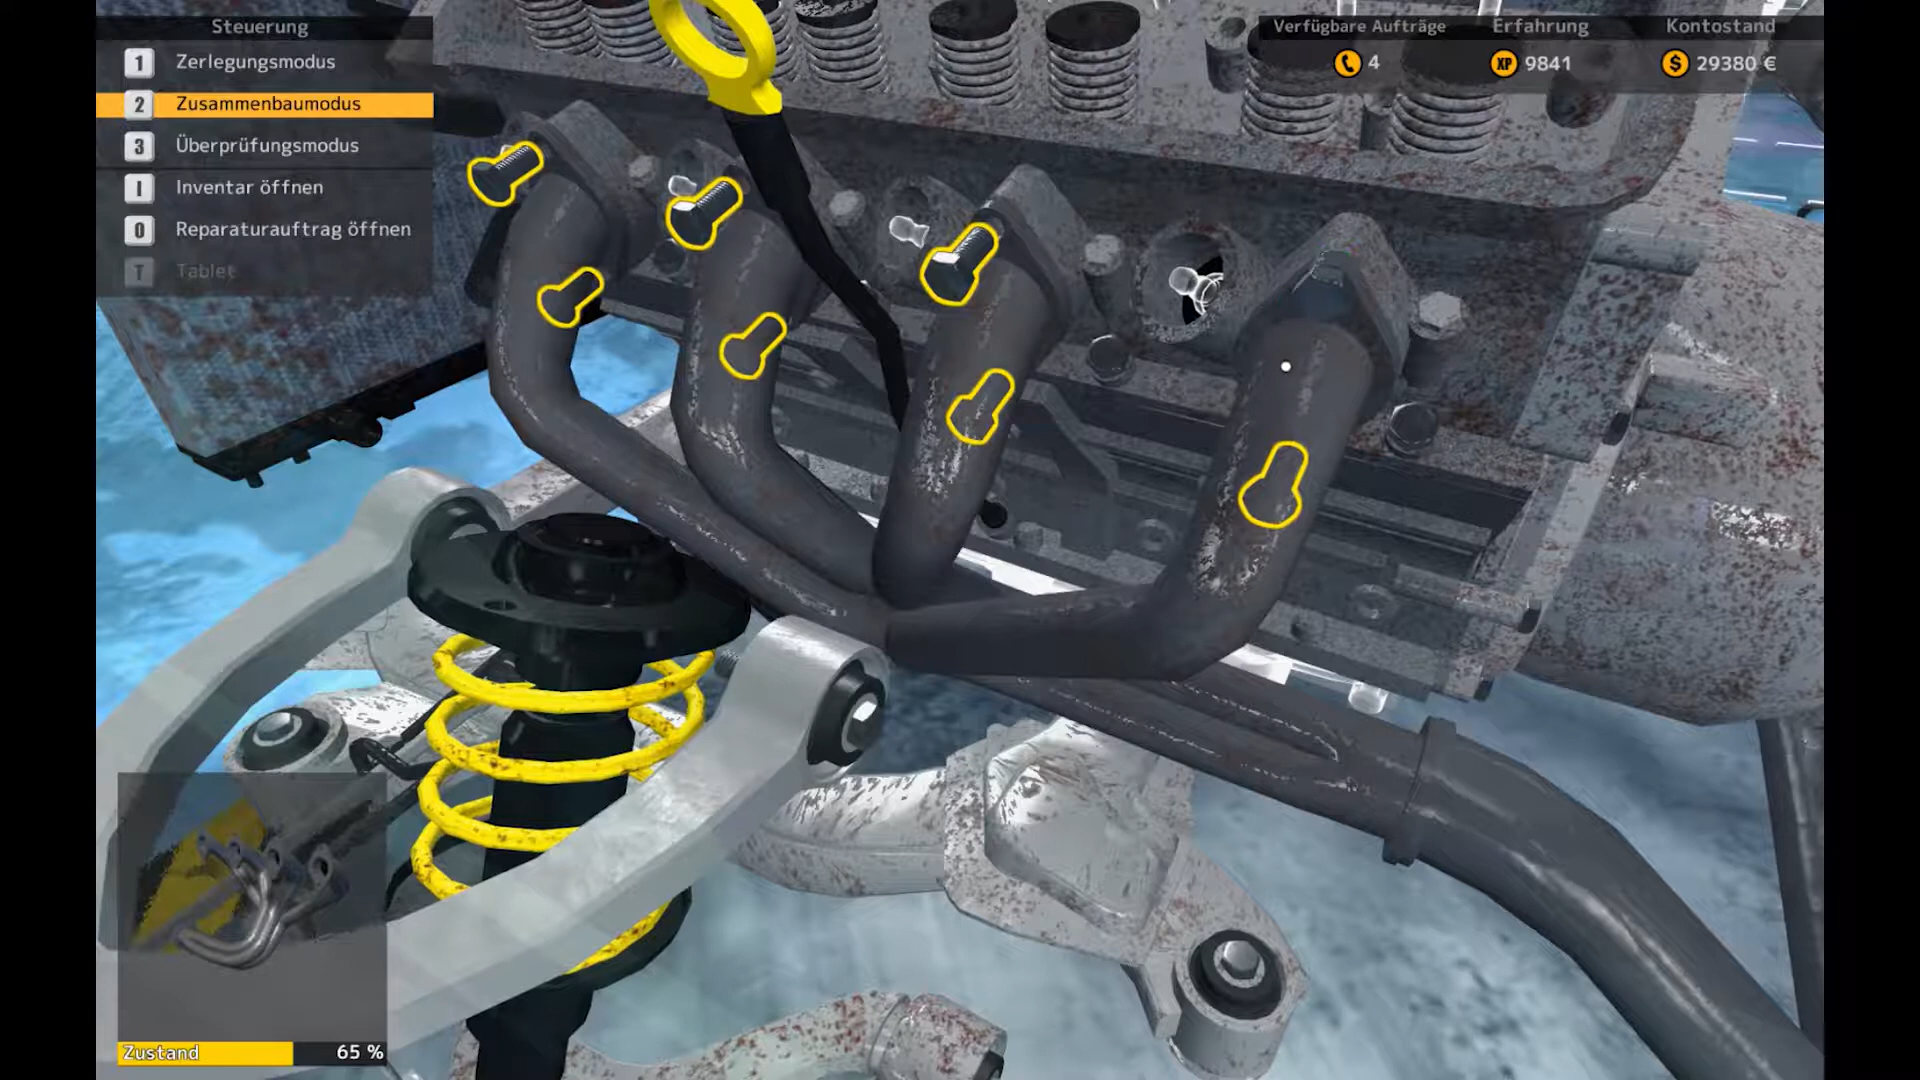 Steuerung
1 Zerlegungsmodus
2 Zusammenbaumodus
3 Überprüfungsmodus
I Inventar öffnen
O Reparaturauftrag öffnen
T Tablet
Verfügbare Aufträge Erfahrung Kontostand
4 XP 9841 $ 29380 €
Zustand 65 %